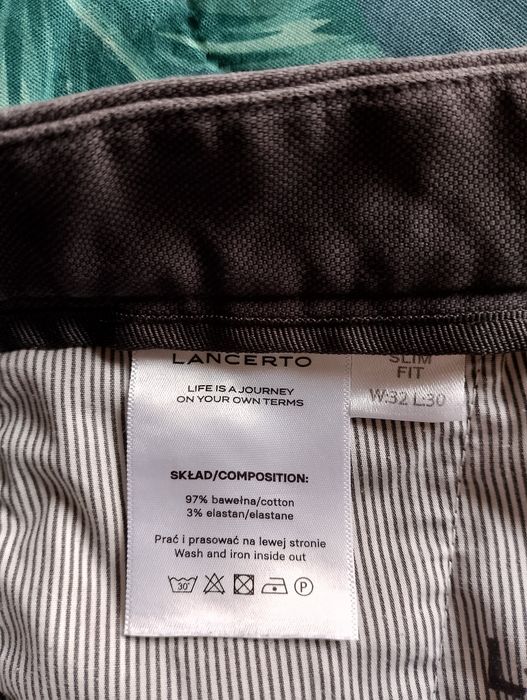 LANCERTO
LIFE IS A JOURNEY
ON YOUR OWN TERMS
SKŁAD/COMPOSITION:
97% bawełna/cotton
3% elastan/elastane
Prać i prasować na lewej stronie
Wash and iron inside out
30°
P
SLIM
FIT
W:32 L:30